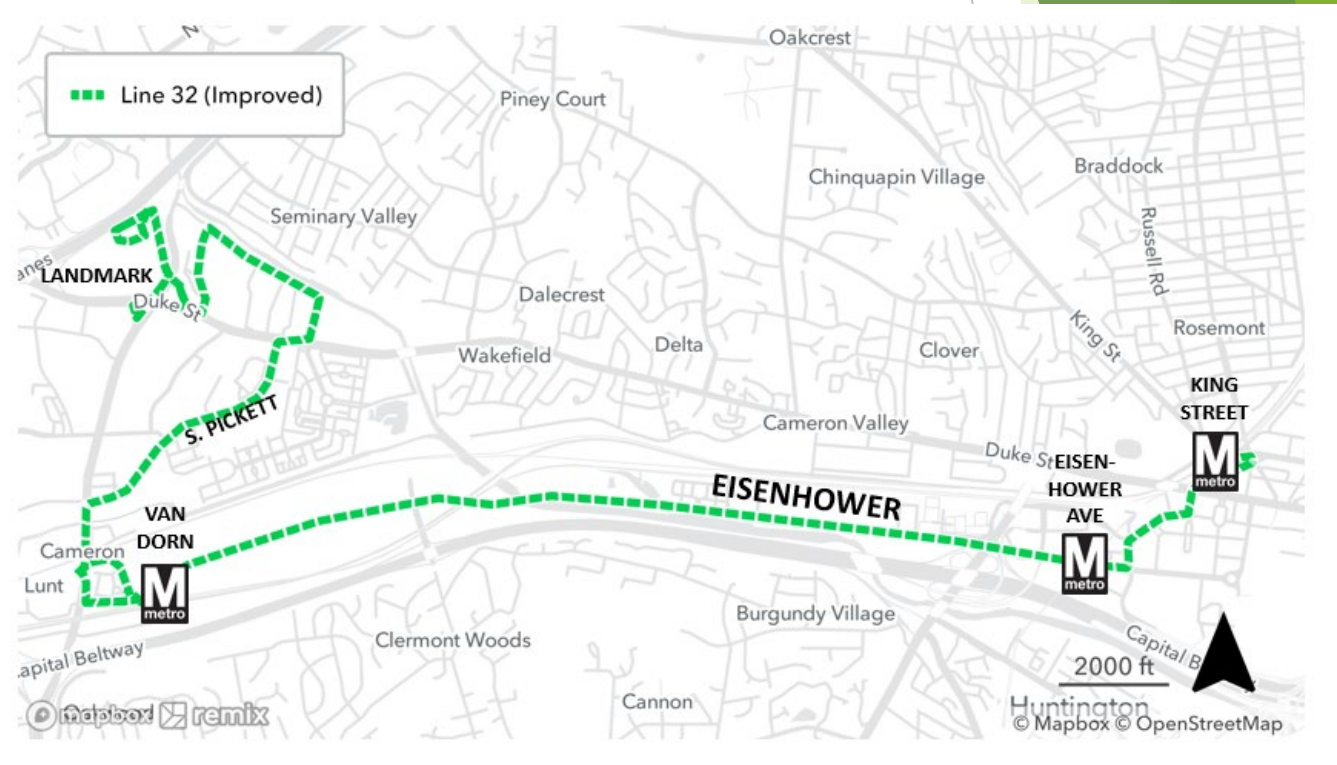 N
Oakcrest
Line 32 (Improved)
Piney Court
Braddock
Chinquapin Village
Seminary Valley
Russell Rd
anes
LANDMARK
Duke St
Dalecrest
King St
Rosemont
Wakefield
Delta
Clover
KING
STREET
S. PICKETT
Cameron Valley
Duke St
EISEN-
HOWER
AVE
M
metro
EISENHOWER
VAN
DORN
Cameron
Lunt
M
metro
M
metro
Burgundy Village
Clermont Woods
apital Beltway
Capital B
2000 ft
Cannon
Huntington
mapbox remix
© Mapbox © OpenStreetMap